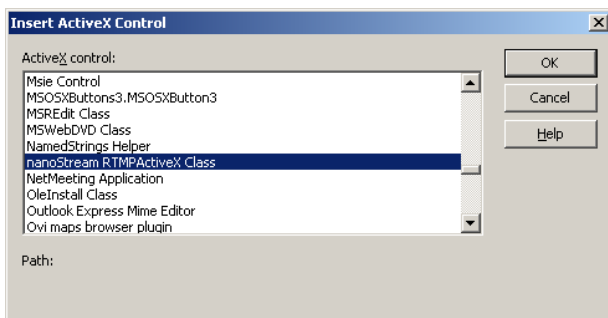 Insert ActiveX Control
ActiveX control:
Msie Control
MSOSXButtons3.MSOSXButton3
MSREdit Class
MSWebDVD Class
NamedStrings Helper
nanoStream RTMPActiveX Class
NetMeeting Application
OleInstall Class
Outlook Express Mime Editor
Ovi maps browser plugin
OK
Cancel
Help
Path: